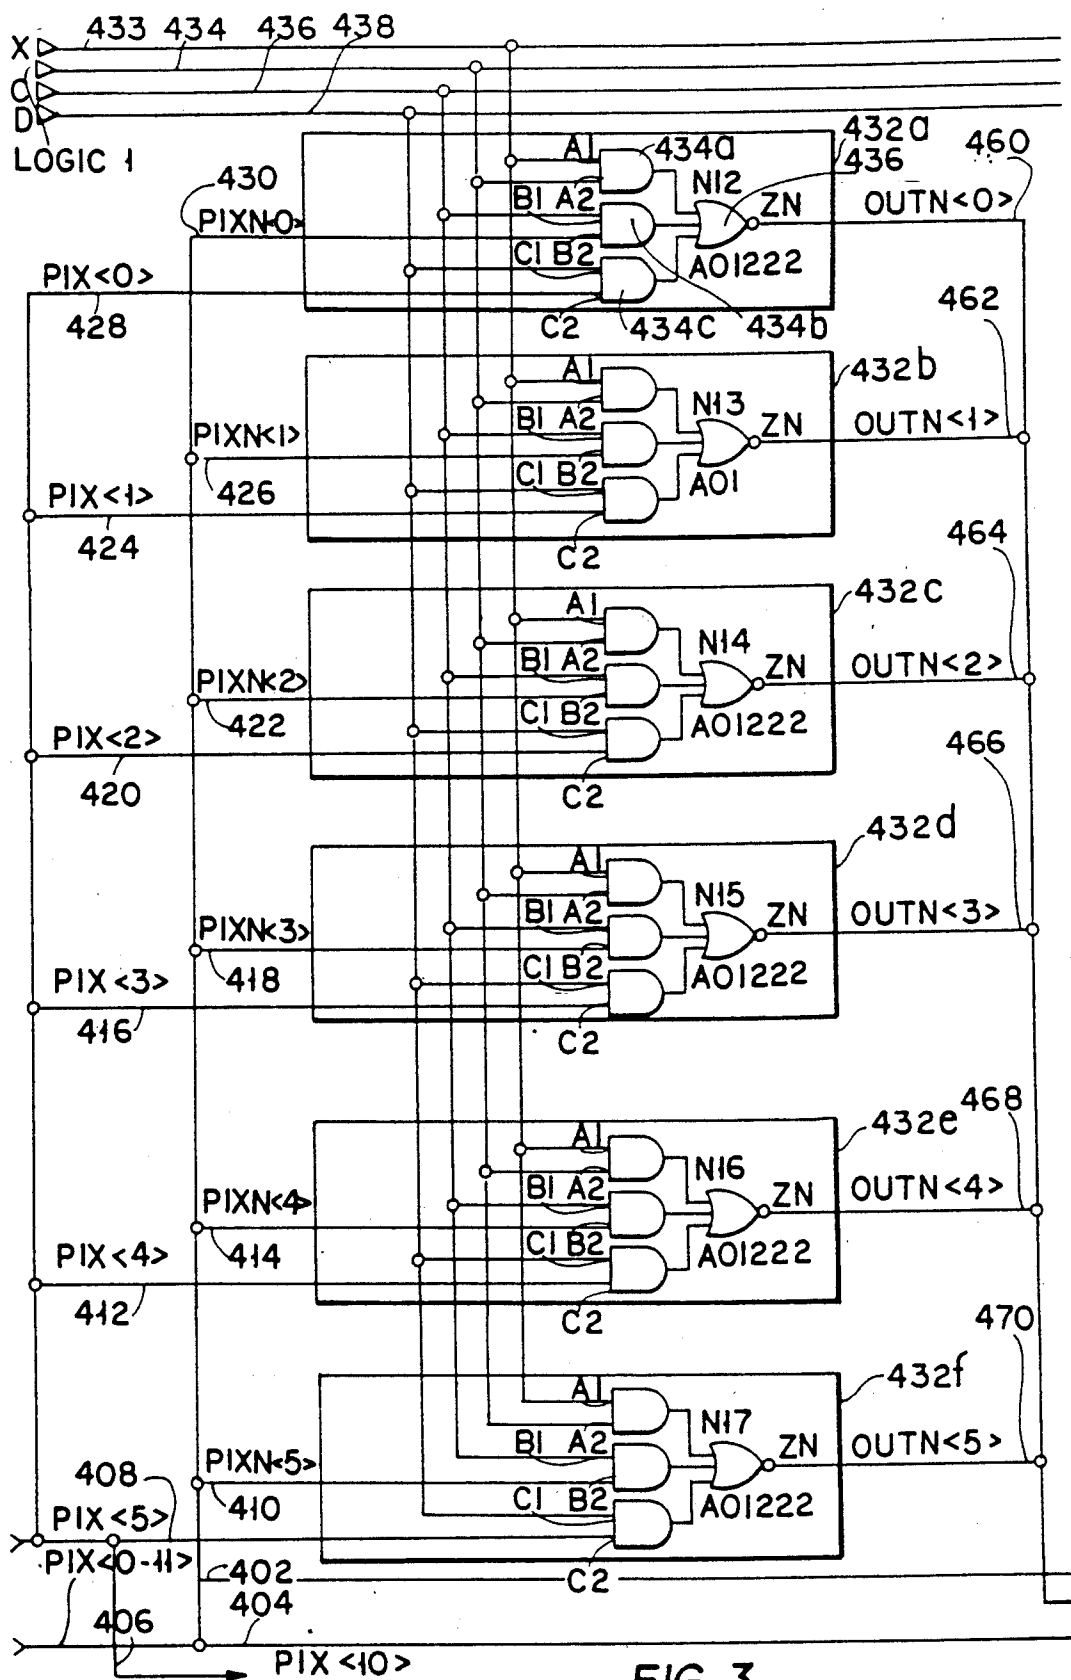 433 434 436 438
X
C
D
LOGIC 1
A1 434a 432a
430 N12 436 460
PIXN<0> B1 A2 ZN OUTN<0>
C1 B2 AO1222
PIX<0>
428 C2 434c 434b 462
A1 432b
N13
PIXN<1> B1 A2 ZN OUTN<1>
426 C1 B2 AO1
PIX<1>
424 C2 464
A1 432c
N14
PIXN<2> B1 A2 ZN OUTN<2>
422 C1 B2 AO1222
PIX<2>
420 C2 466
A1 432d
N15
PIXN<3> B1 A2 ZN OUTN<3>
418 C1 B2 AO1222
PIX<3>
416 C2
468
A1 432e
N16
PIXN<4> B1 A2 ZN OUTN<4>
414 C1 B2 AO1222
PIX<4>
412 C2
470
A1 432f
N17
PIXN<5> B1 A2 ZN OUTN<5>
408 410 C1 B2 AO1222
PIX<5>
PIX<0-11> 402 C2
406 404
PIX<10>
FIG. 3